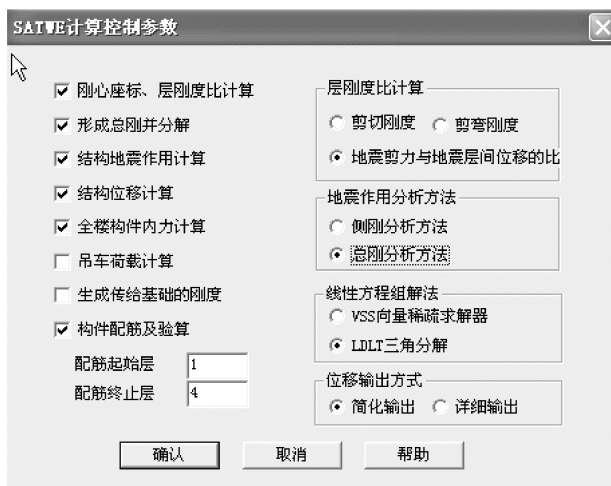 SATWE计算控制参数
刚心座标、层刚度比计算
形成总刚并分解
结构地震作用计算
结构位移计算
全楼构件内力计算
吊车荷载计算
生成传给基础的刚度
构件配筋及验算
配筋起始层 1
配筋终止层 4
层刚度比计算
剪切刚度 剪弯刚度
地震剪力与地震层间位移的比
地震作用分析方法
侧刚分析方法
总刚分析方法
线性方程组解法
VSS向量稀疏求解器
LDLT三角分解
位移输出方式
简化输出 详细输出
确认 取消 帮助